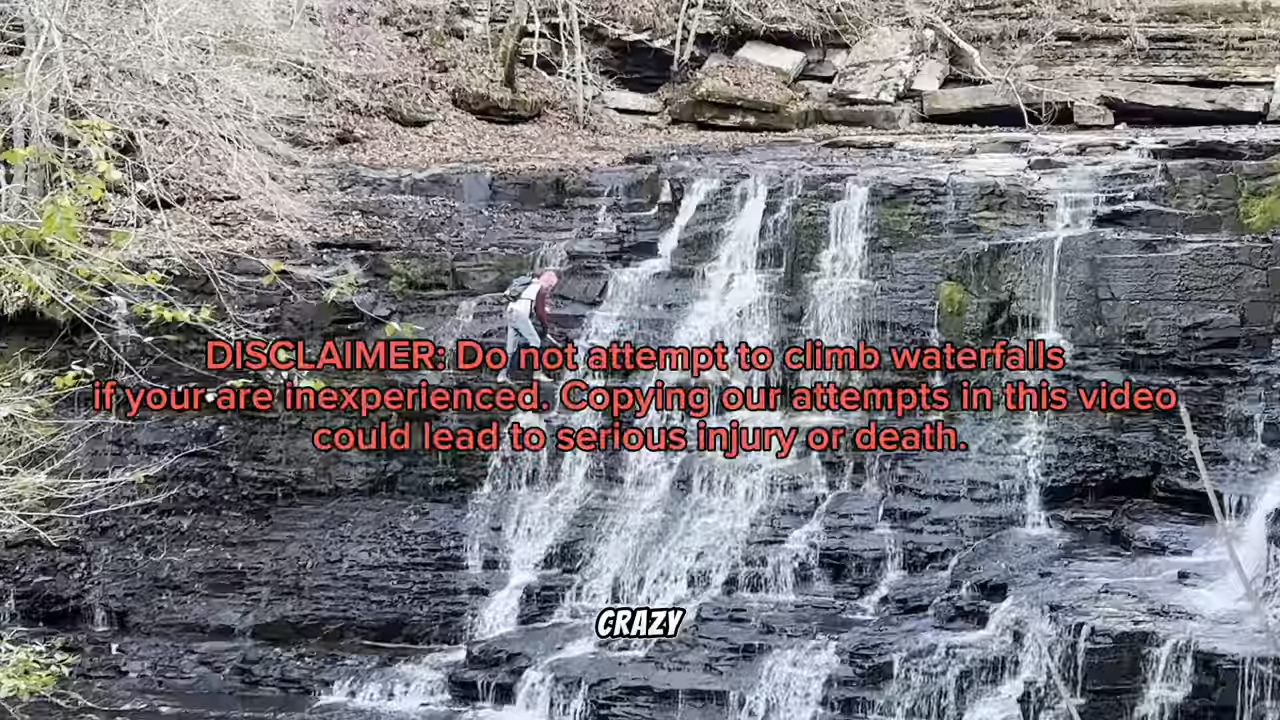 DISCLAIMER: Do not attempt to climb waterfalls
if your are inexperienced. Copying our attempts in this video
could lead to serious injury or death.
CRAZY